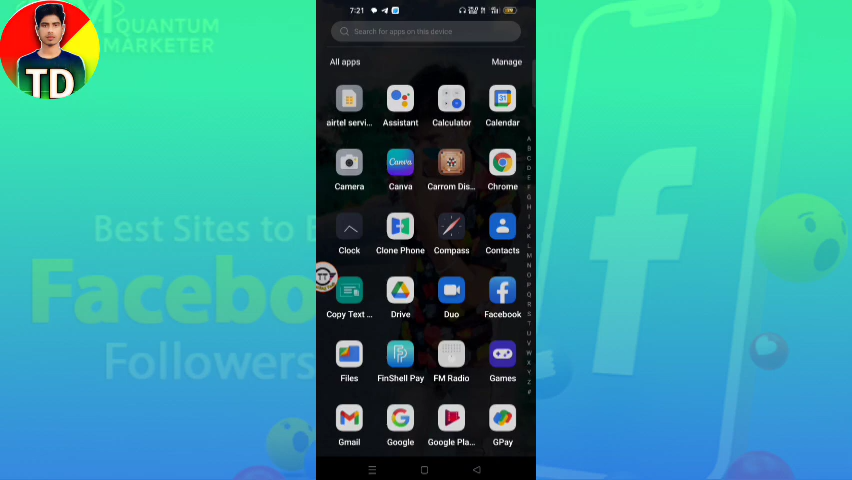 QUANTUM
MARKETER
TD
Best Sites to B
Facebo
Followers
7:21
Search for apps on this device
All apps
Manage
airtel servi...
Assistant
Calculator
Calendar
Camera
Canva
Carrom Dis...
Chrome
Clock
Clone Phone
Compass
Contacts
Copy Text ...
Drive
Duo
Facebook
Files
FinShell Pay
FM Radio
Games
Gmail
Google
Google Pla...
GPay
A
B
C
D
E
F
G
H
I
J
K
L
M
N
O
P
Q
R
S
T
U
V
W
X
Y
Z
#